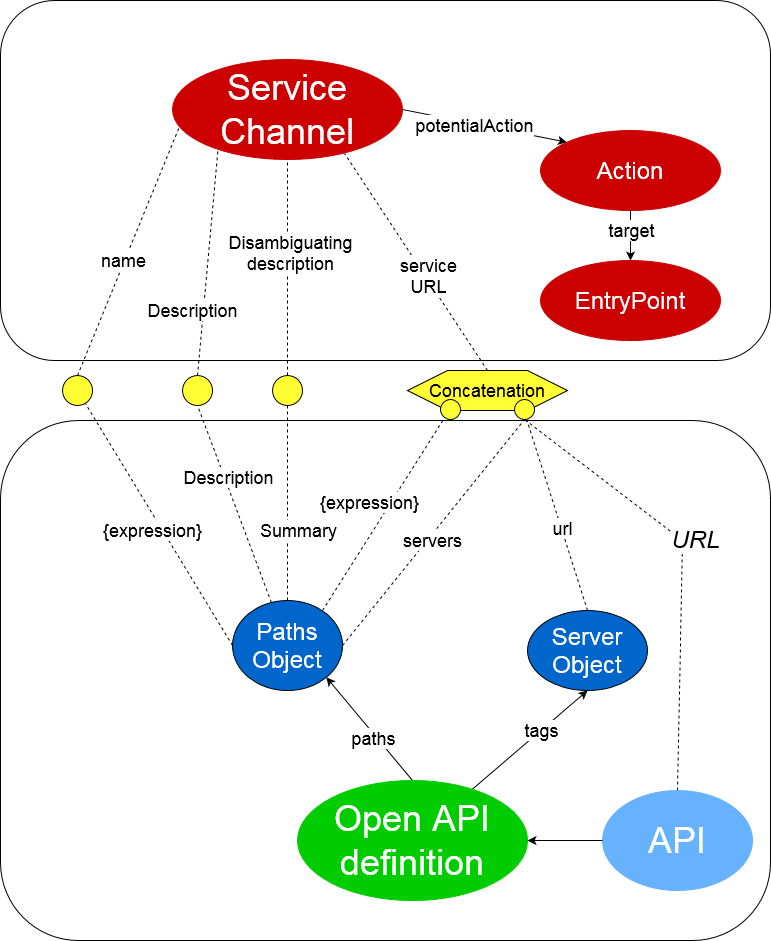 Service
Channel
potentialAction
Action
target
EntryPoint
name
Description
Disambiguating
description
service
URL
Concatenation
Description
{expression}
Summary
{expression}
servers
url
URL
Paths
Object
Server
Object
paths
tags
Open API
definition
API